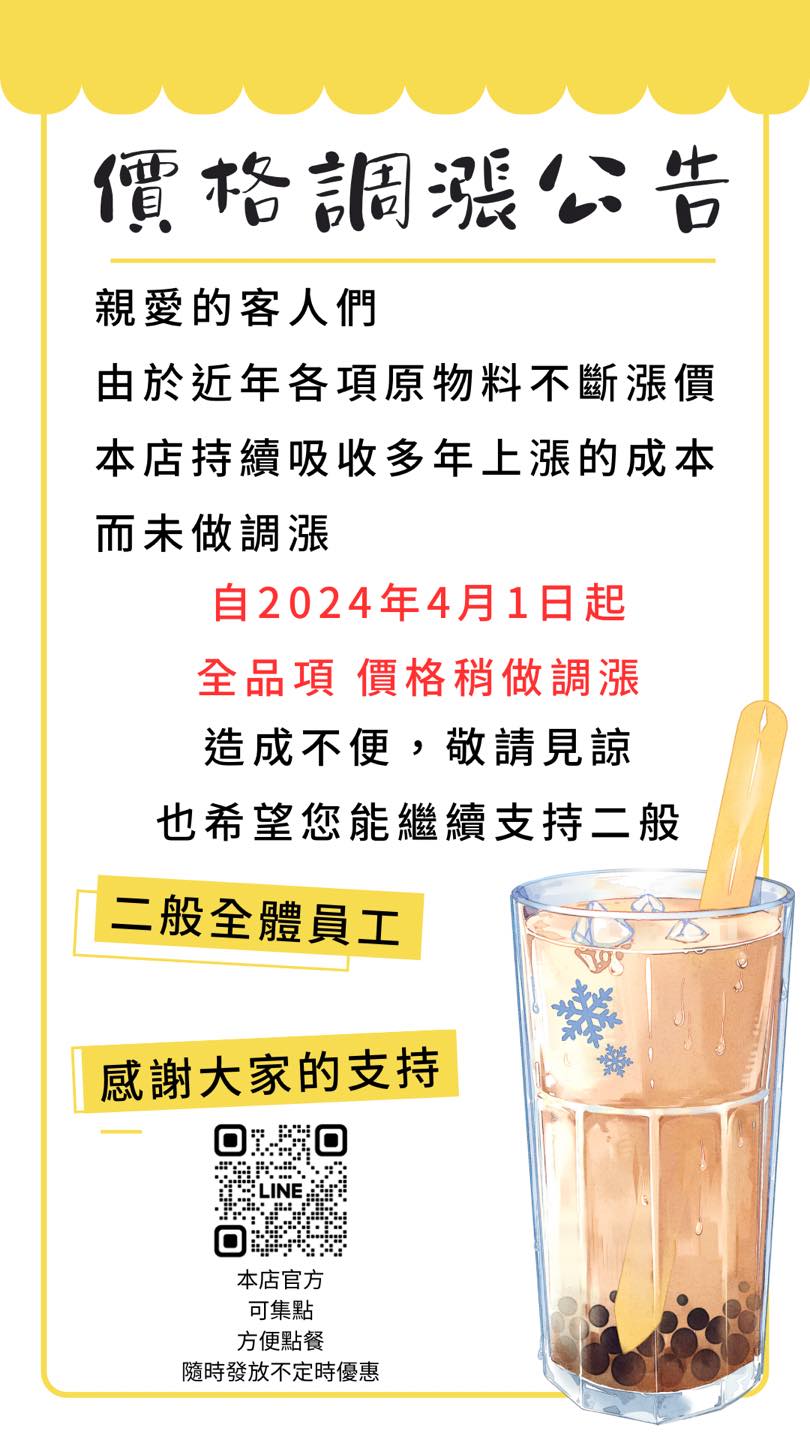 價格調漲公告
親愛的客人們
由於近年各項原物料不斷漲價
本店持續吸收多年上漲的成本
而未做調漲
自2024年4月1日起
全品項 價格稍做調漲
造成不便，敬請見諒
也希望您能繼續支持二般
二般全體員工
感謝大家的支持
LINE
本店官方
可集點
方便點餐
隨時發放不定時優惠